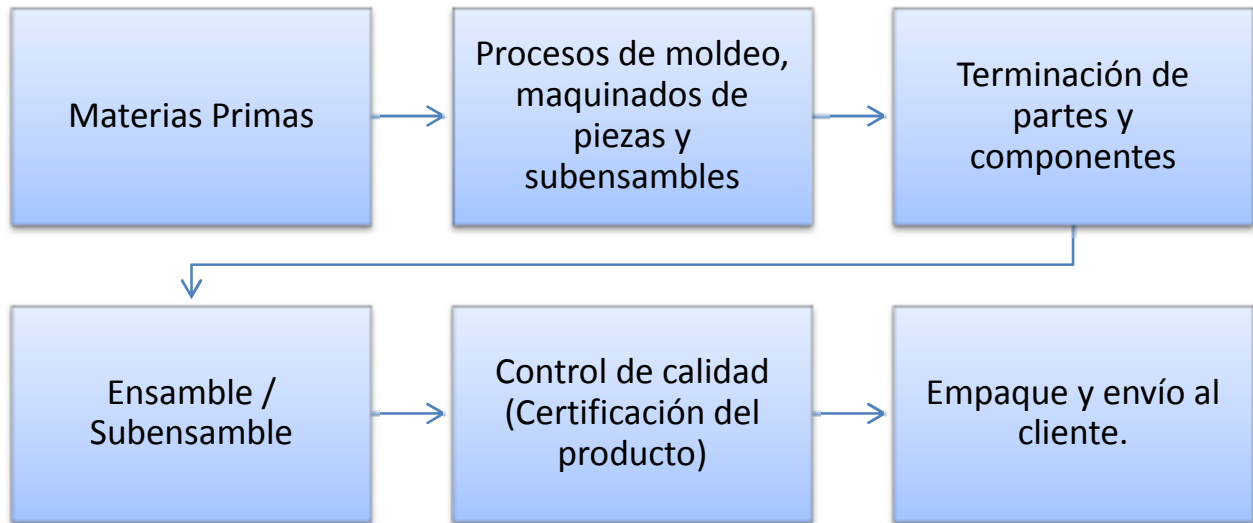 Materias Primas
Procesos de moldeo,
maquinados de
piezas y
subensambles
Terminación de
partes y
componentes
Ensamble /
Subensamble
Control de calidad
(Certificación del
producto)
Empaque y envío al
cliente.